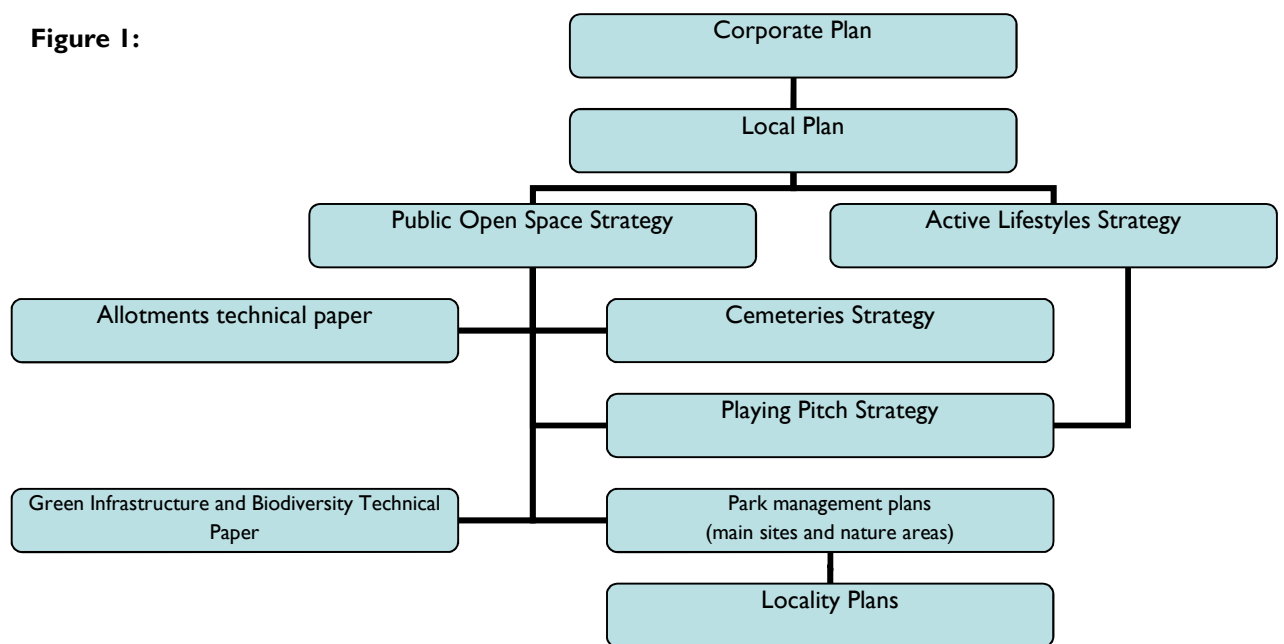 Figure 1:
Corporate Plan
Local Plan
Public Open Space Strategy
Active Lifestyles Strategy
Allotments technical paper
Cemeteries Strategy
Playing Pitch Strategy
Green Infrastructure and Biodiversity Technical
Paper
Park management plans
(main sites and nature areas)
Locality Plans